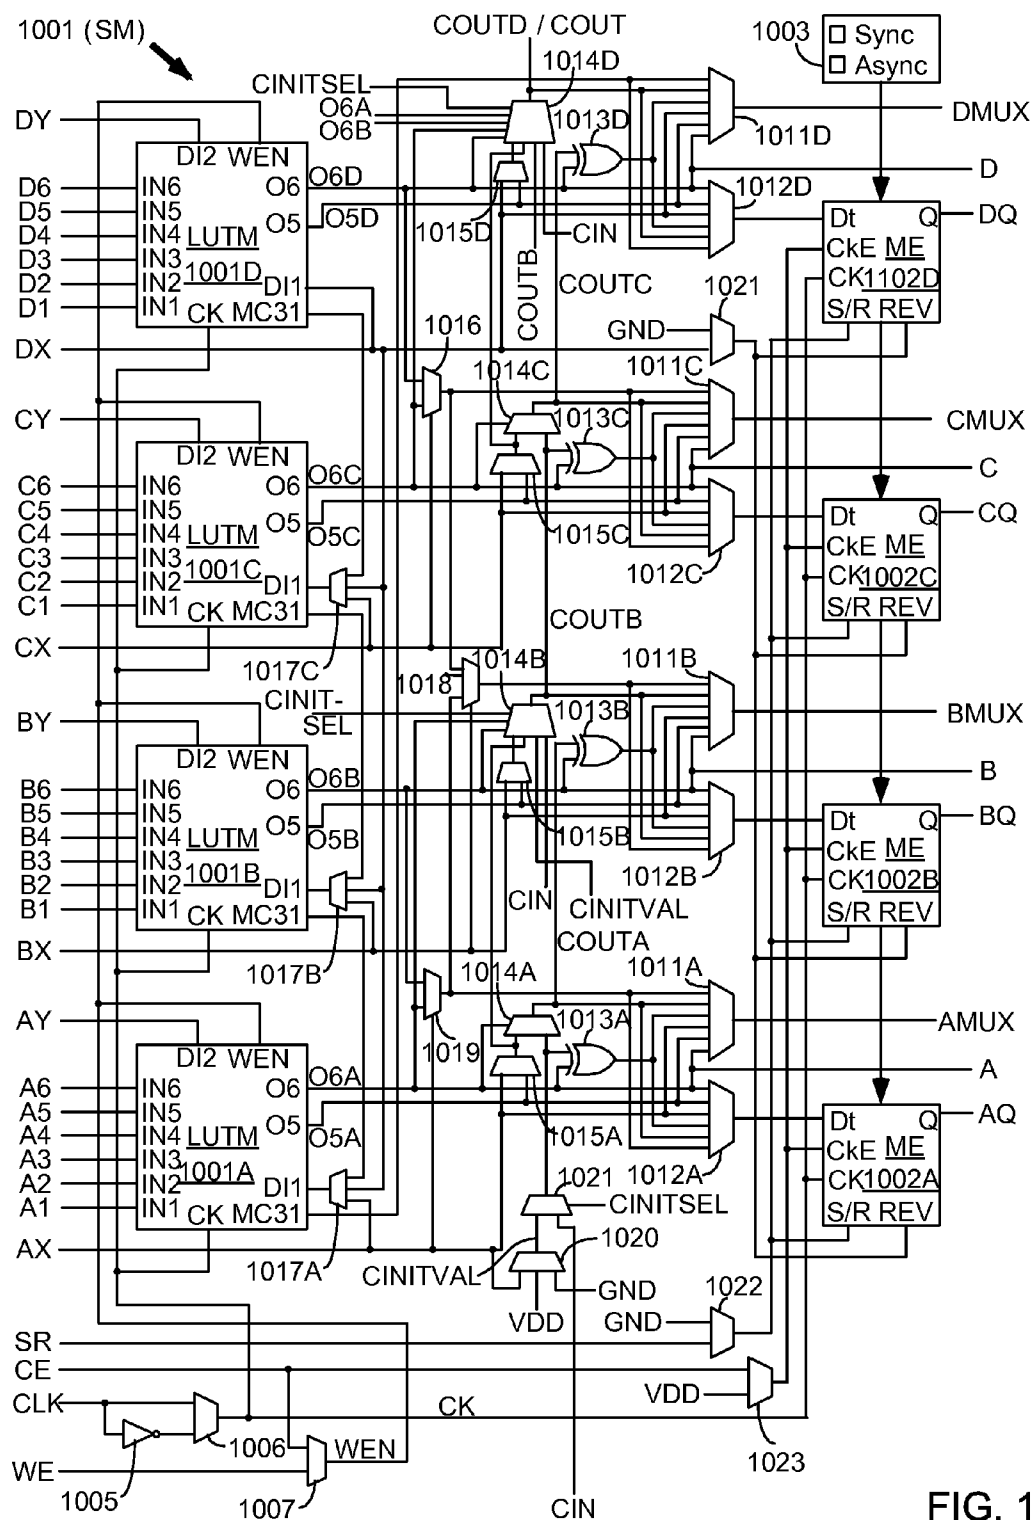 1001 (SM)
COUTD / COUT
1014D
1003
Sync
Async
CINITSEL
O6A
O6B
1013D
1011D
DMUX
DY
DI2 WEN
D6 IN6 O6 O6D
D5 IN5
D4 IN4 LUTM O5 O5D
D3 IN3
D2 IN2 1001D DI1
D1 IN1
CK MC31
DX
1015D
COUTB
CIN
COUTC
1012D
D
Dt Q DQ
CkE ME
CK 1102D
S/R REV
1021
GND
1016
1014C
1011C
1013C
CMUX
CY
DI2 WEN
C6 IN6 O6 O6C
C5 IN5
C4 IN4 LUTM O5 O5C
C3 IN3
C2 IN2 1001C DI1
C1 IN1
CK MC31
CX
1017C
1015C
1012C
C
Dt Q CQ
CkE ME
CK 1002C
S/R REV
COUTB
1014B
1018
CINIT-
SEL
1011B
1013B
BMUX
BY
DI2 WEN
B6 IN6 O6 O6B
B5 IN5
B4 IN4 LUTM O5 O5B
B3 IN3
B2 IN2 1001B DI1
B1 IN1
CK MC31
BX
1017B
1015B
1012B
CIN
CINITVAL
COUTA
B
Dt Q BQ
CkE ME
CK 1002B
S/R REV
1014A
1011A
1013A
1019
AMUX
AY
DI2 WEN
A6 IN6 O6 O6A
A5 IN5
A4 IN4 LUTM O5 O5A
A3 IN3
A2 IN2 1001A DI1
A1 IN1
CK MC31
AX
1017A
1015A
1012A
A
Dt Q AQ
CkE ME
CK 1002A
S/R REV
1021
CINITSEL
1020
CINITVAL
GND
VDD
1022
GND
SR
CE
CLK
VDD
CK
1023
1005
1006
WEN
WE
1007
CIN
FIG. 1